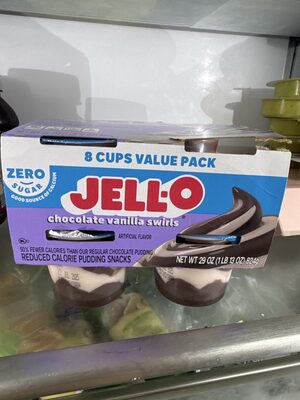 8 CUPS VALUE PACK
ZERO
SUGAR
GOOD SOURCE OF CALCIUM
JELL-O
chocolate vanilla swirls
ARTIFICIAL FLAVOR
50% FEWER CALORIES THAN OUR REGULAR CHOCOLATE PUDDING
REDUCED CALORIE PUDDING SNACKS
NET WT 29 OZ (1 LB 13 OZ) 824g